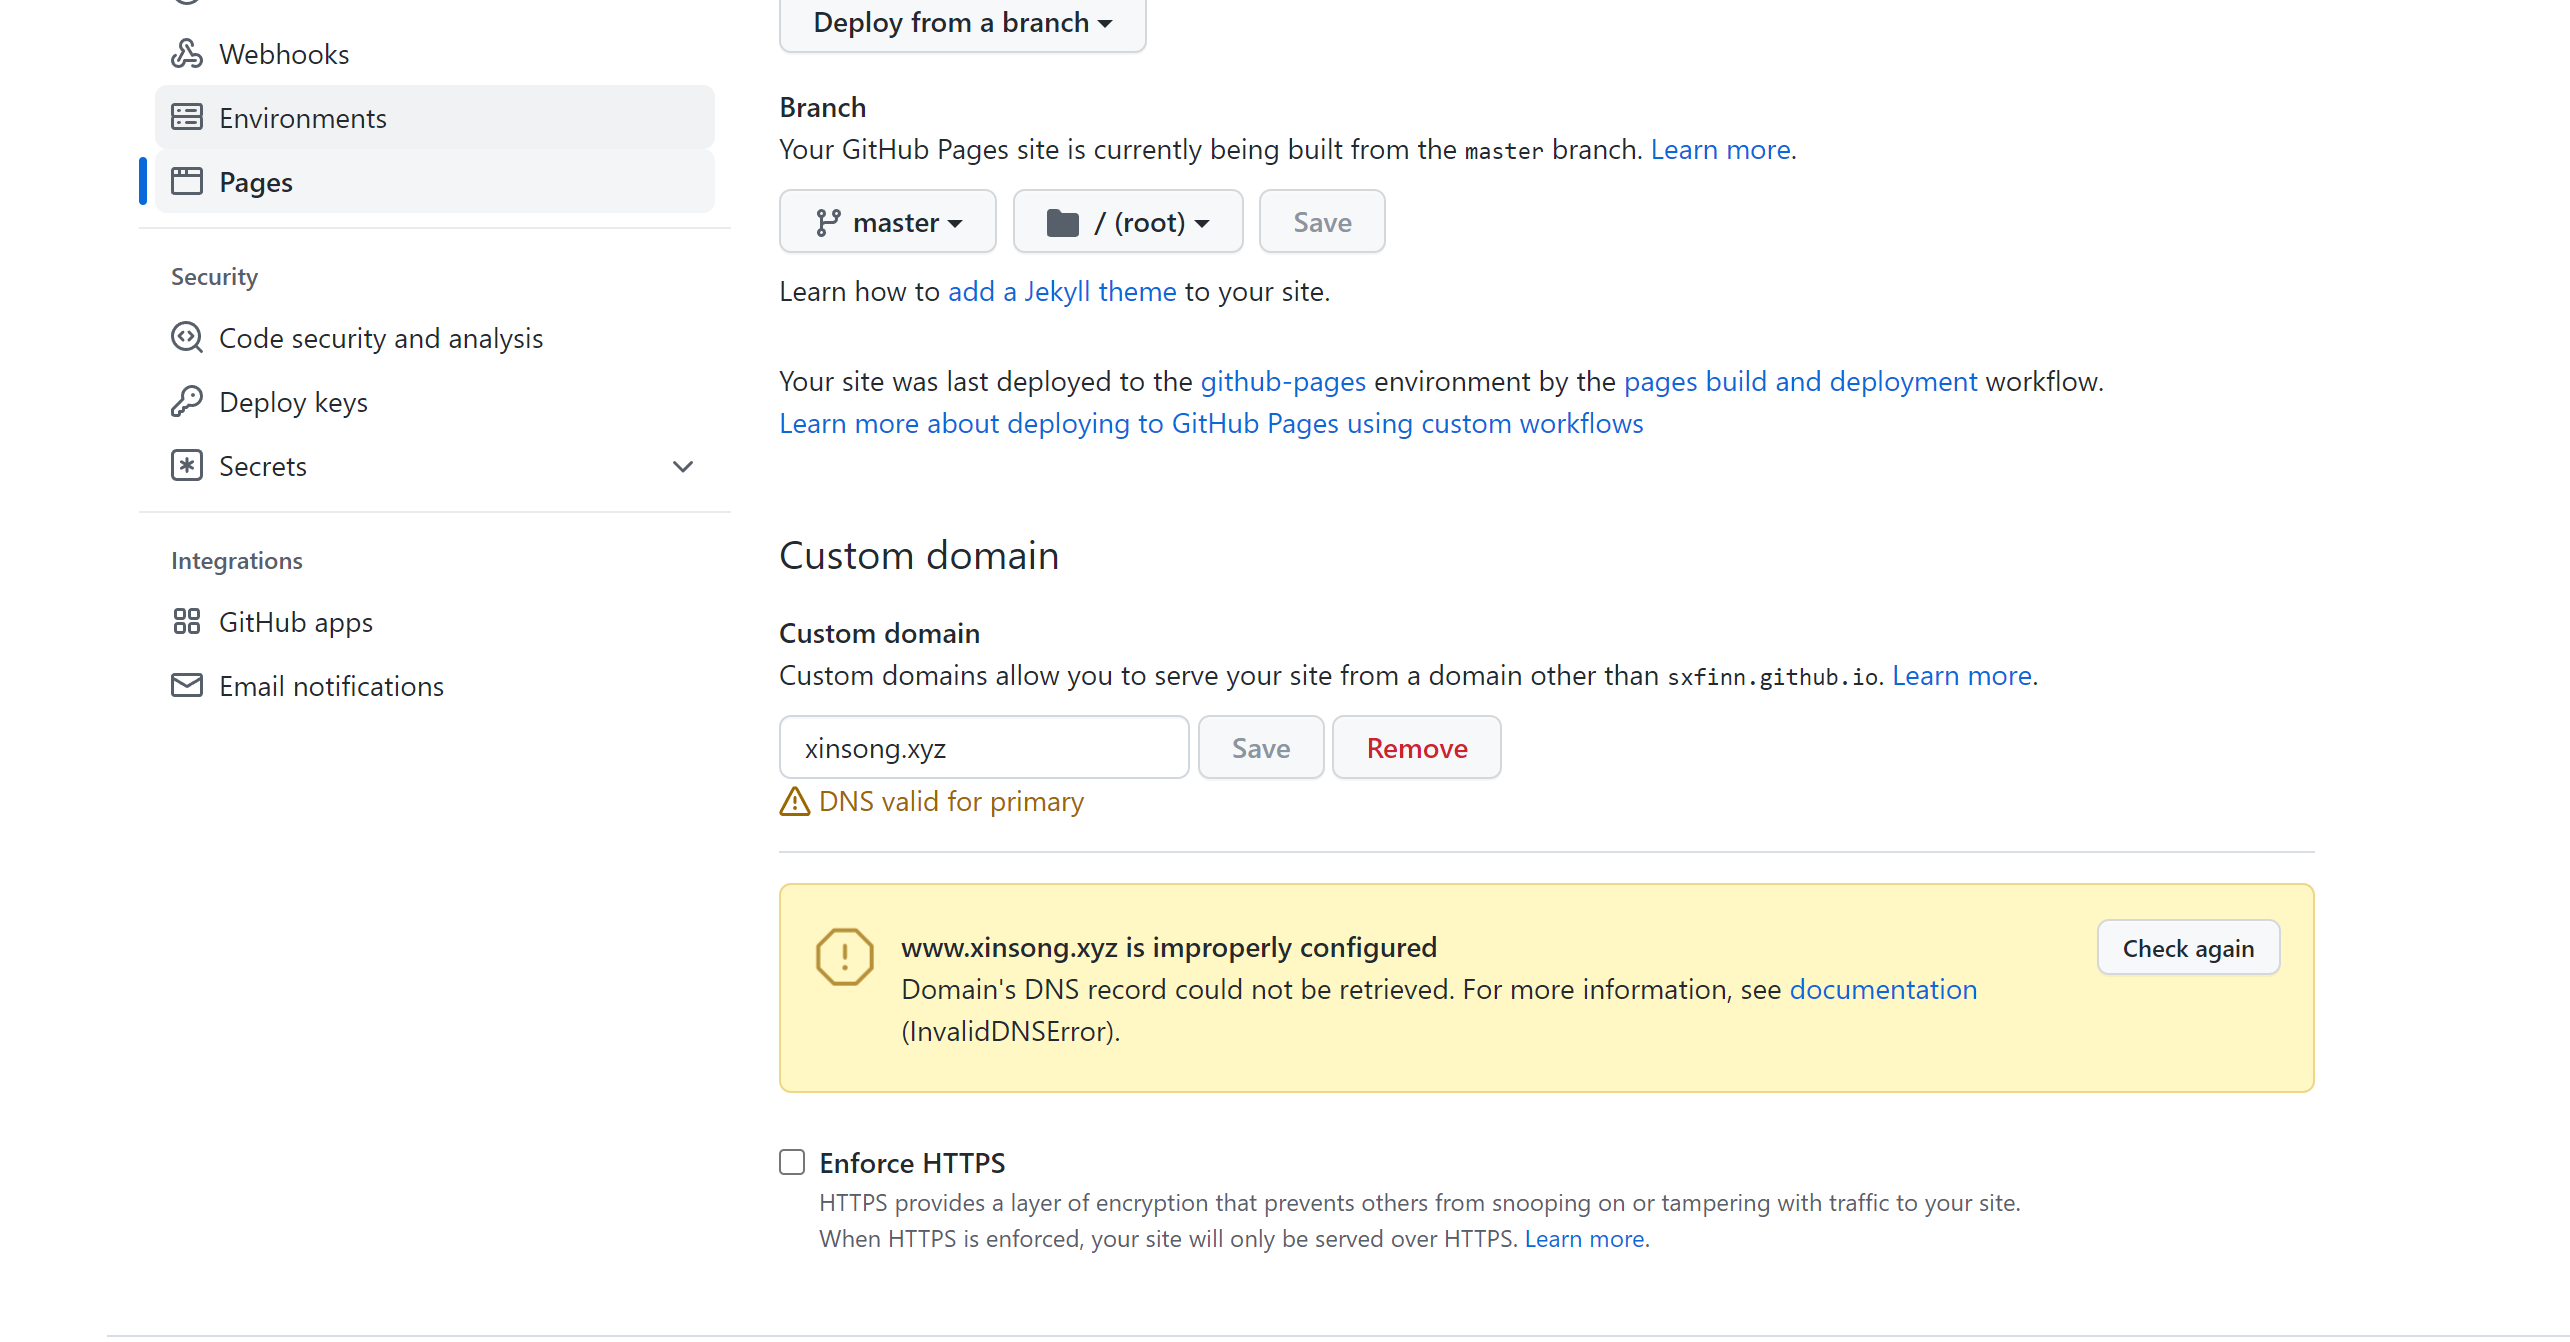 Webhooks
Environments
Pages
Security
Code security and analysis
Deploy keys
Secrets
Integrations
GitHub apps
Email notifications
Deploy from a branch
Branch
Your GitHub Pages site is currently being built from the master branch. Learn more.
master
/ (root)
Save
Learn how to add a Jekyll theme to your site.
Your site was last deployed to the github-pages environment by the pages build and deployment workflow.
Learn more about deploying to GitHub Pages using custom workflows
Custom domain
Custom domain
Custom domains allow you to serve your site from a domain other than sxfinn.github.io. Learn more.
xinsong.xyz
Save
Remove
DNS valid for primary
www.xinsong.xyz is improperly configured
Check again
Domain's DNS record could not be retrieved. For more information, see documentation
(InvalidDNSError).
Enforce HTTPS
HTTPS provides a layer of encryption that prevents others from snooping on or tampering with traffic to your site.
When HTTPS is enforced, your site will only be served over HTTPS. Learn more.